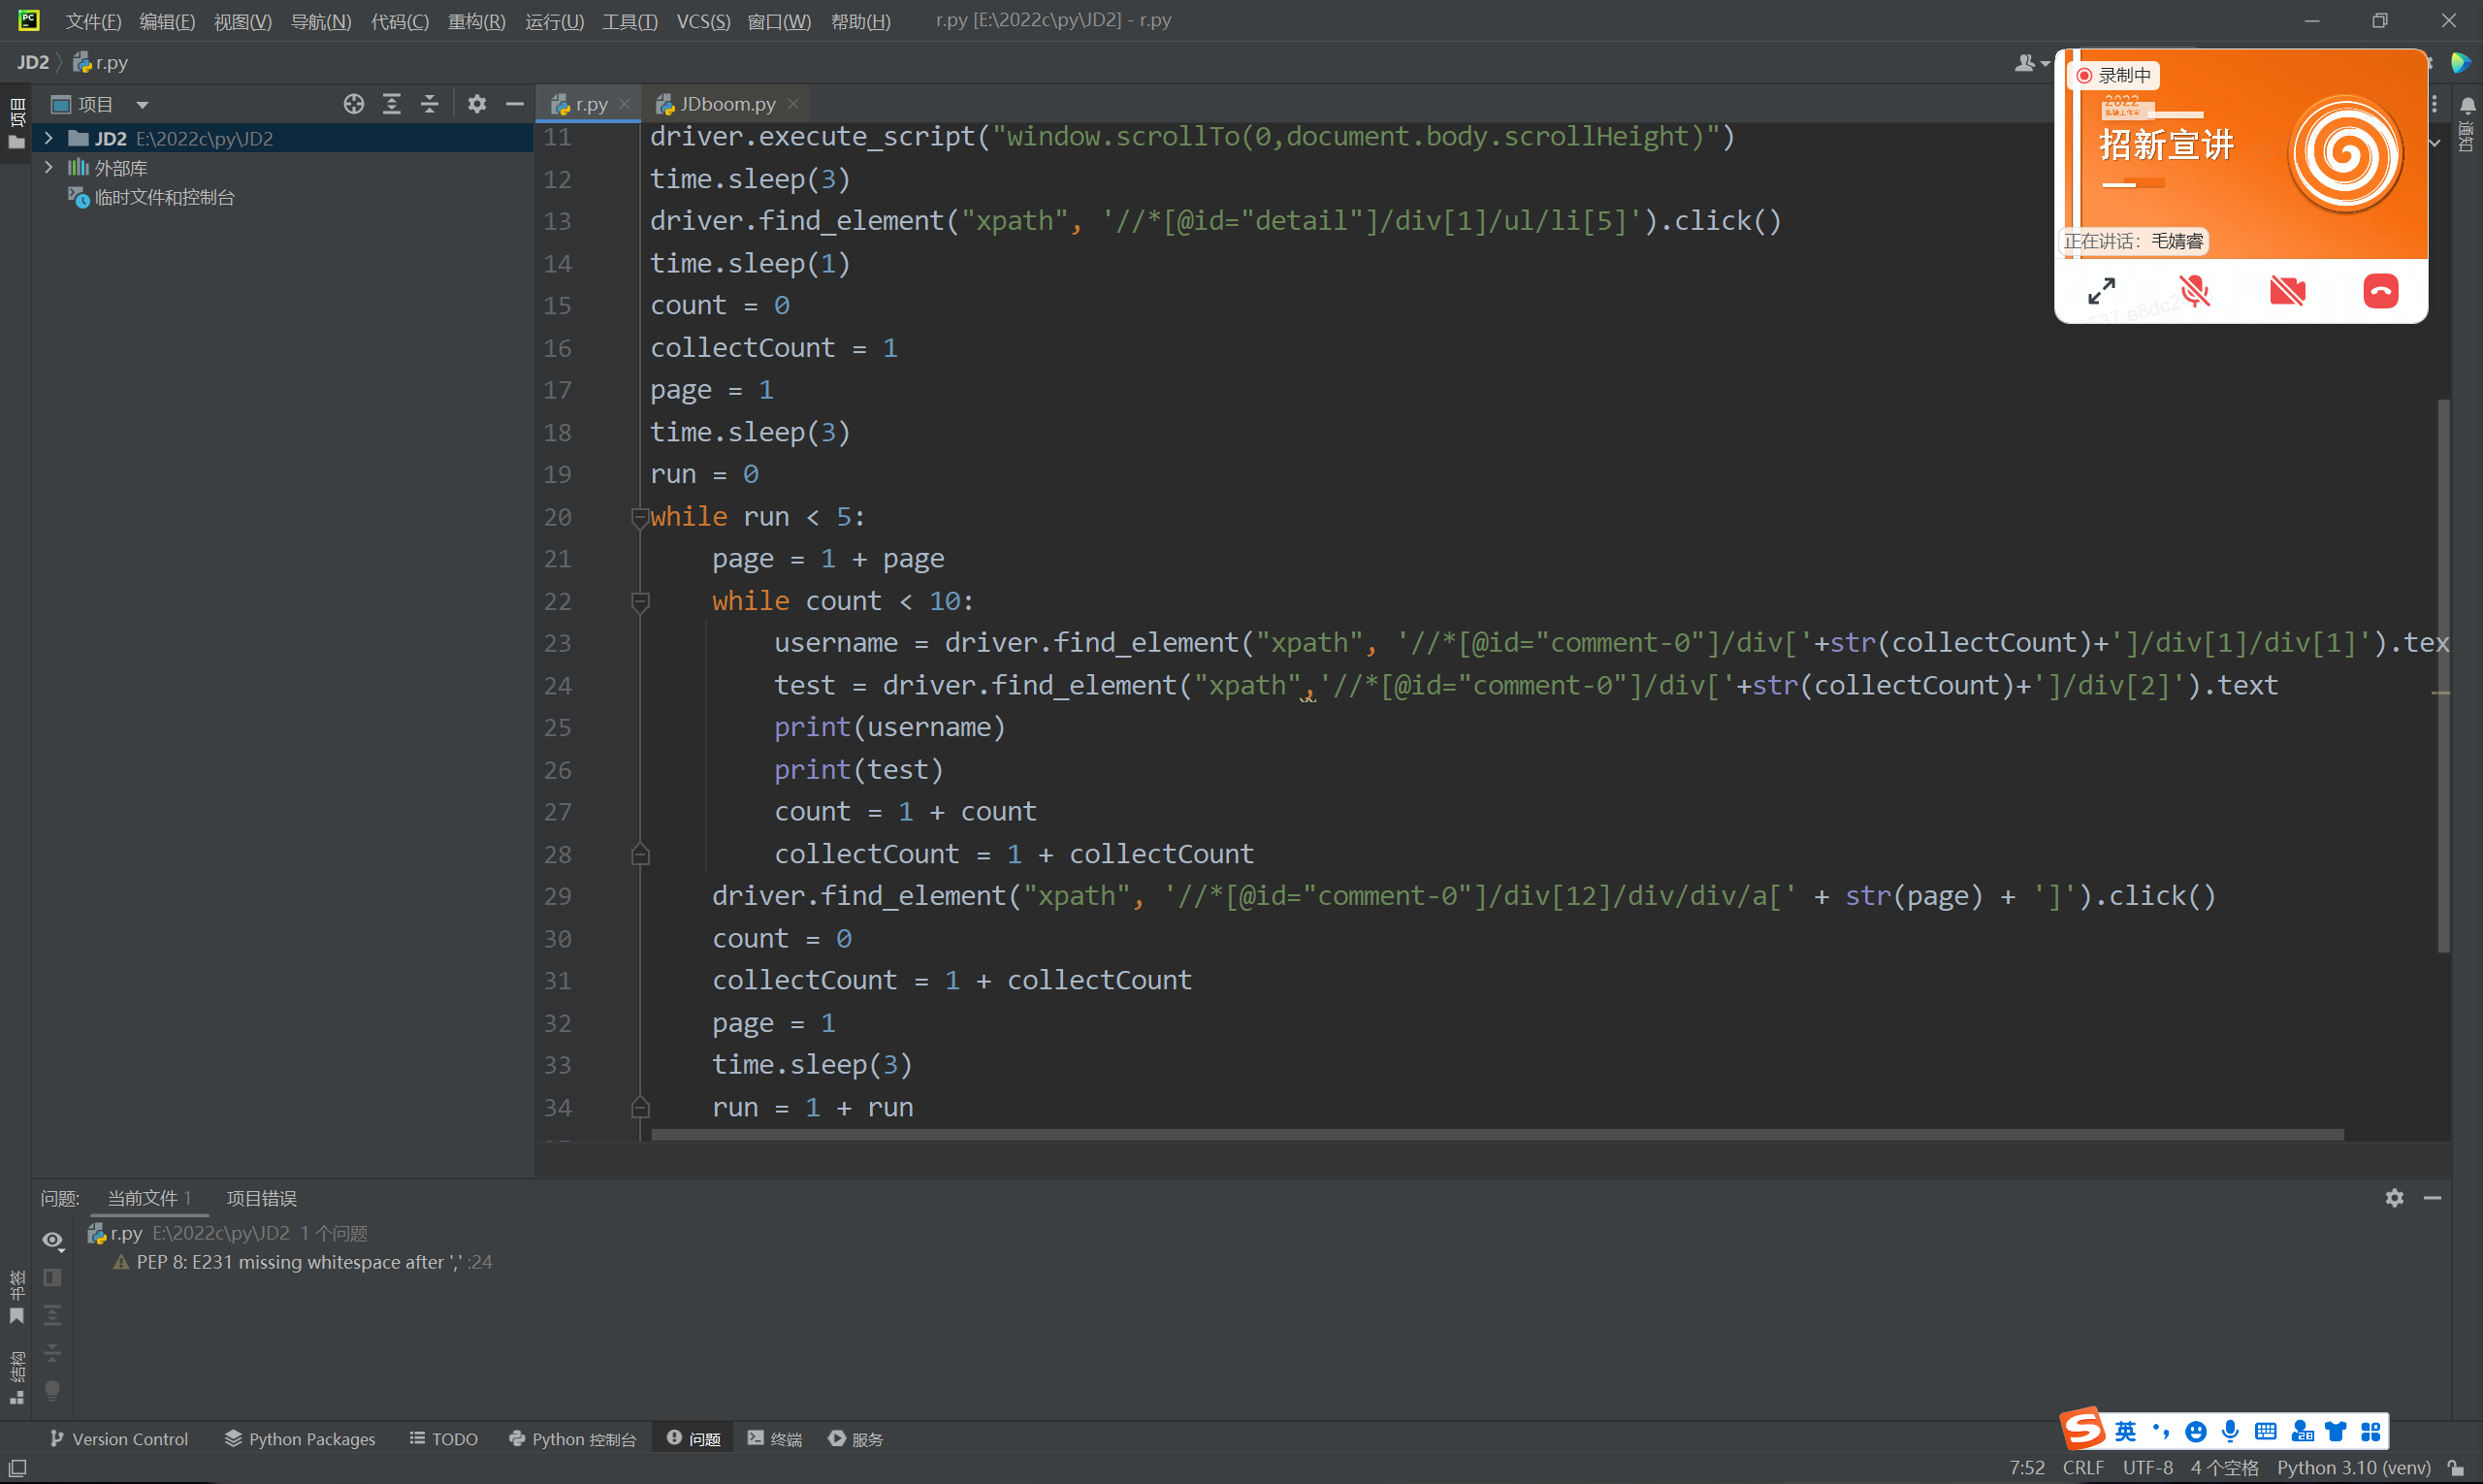 文件(F) 编辑(E) 视图(V) 导航(N) 代码(C) 重构(R) 运行(U) 工具(T) VCS(S) 窗口(W) 帮助(H) r.py [E:\2022c\py\JD2] - r.py
JD2 r.py
录制中
2022
招新宣讲
正在讲话：毛婧睿
项目
通知
项目
r.py JDboom.py
JD2 E:\2022c\py\JD2
外部库
临时文件和控制台
11 driver.execute_script("window.scrollTo(0,document.body.scrollHeight)")
12 time.sleep(3)
13 driver.find_element("xpath", '//*[@id="detail"]/div[1]/ul/li[5]').click()
14 time.sleep(1)
15 count = 0
16 collectCount = 1
17 page = 1
18 time.sleep(3)
19 run = 0
20 while run < 5:
21 page = 1 + page
22 while count < 10:
23 username = driver.find_element("xpath", '//*[@id="comment-0"]/div['+str(collectCount)+']/div[1]/div[1]').tex
24 test = driver.find_element("xpath",'//*[@id="comment-0"]/div['+str(collectCount)+']/div[2]').text
25 print(username)
26 print(test)
27 count = 1 + count
28 collectCount = 1 + collectCount
29 driver.find_element("xpath", '//*[@id="comment-0"]/div[12]/div/div/a[' + str(page) + ']').click()
30 count = 0
31 collectCount = 1 + collectCount
32 page = 1
33 time.sleep(3)
34 run = 1 + run
问题: 当前文件 1 项目错误
r.py E:\2022c\py\JD2 1 个问题
PEP 8: E231 missing whitespace after ',' :24
书签
结构
Version Control Python Packages TODO Python 控制台 问题 终端 服务
英
7:52 CRLF UTF-8 4 个空格 Python 3.10 (venv)